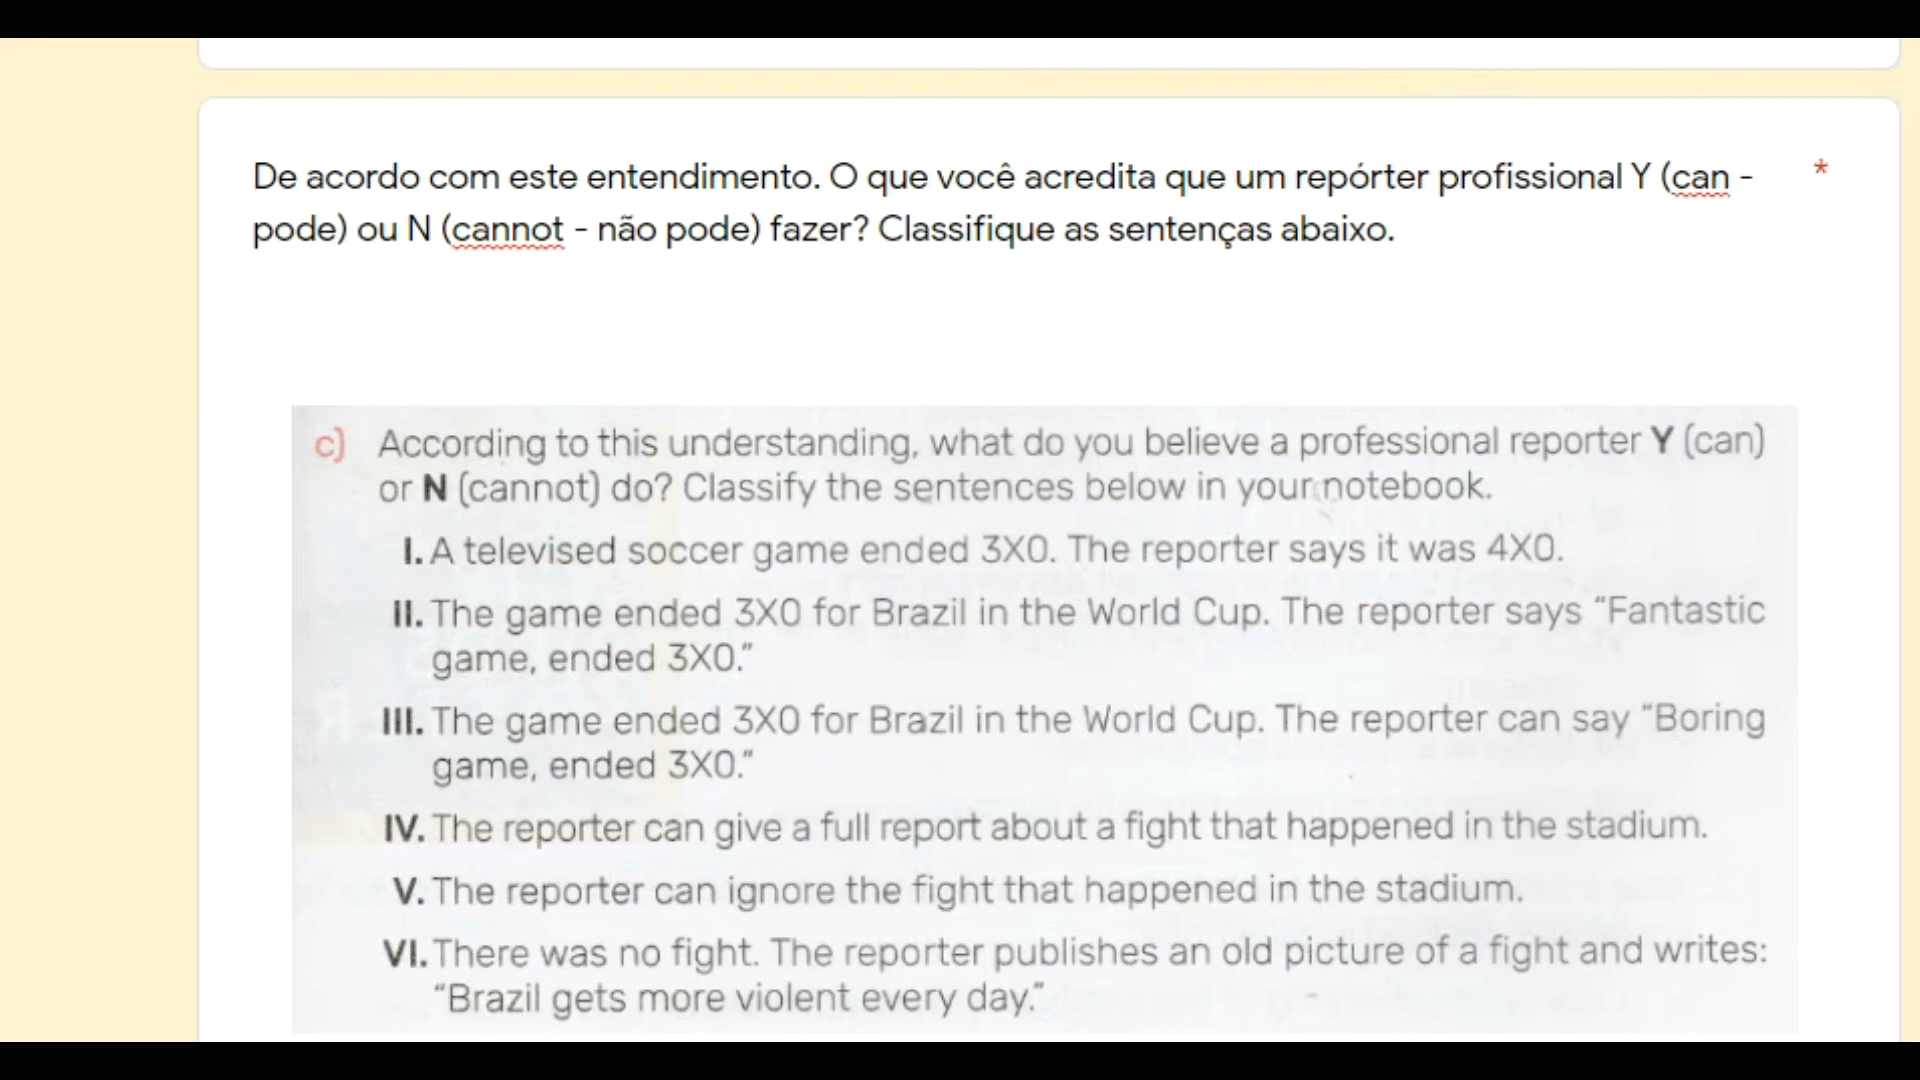 De acordo com este entendimento. O que você acredita que um repórter profissional Y (can - *
pode) ou N (cannot - não pode) fazer? Classifique as sentenças abaixo.
c) According to this understanding, what do you believe a professional reporter Y (can)
or N (cannot) do? Classify the sentences below in your notebook.
I. A televised soccer game ended 3X0. The reporter says it was 4X0.
II. The game ended 3X0 for Brazil in the World Cup. The reporter says “Fantastic
game, ended 3X0.”
III. The game ended 3X0 for Brazil in the World Cup. The reporter can say “Boring
game, ended 3X0.”
IV. The reporter can give a full report about a fight that happened in the stadium.
V. The reporter can ignore the fight that happened in the stadium.
VI. There was no fight. The reporter publishes an old picture of a fight and writes:
“Brazil gets more violent every day.”